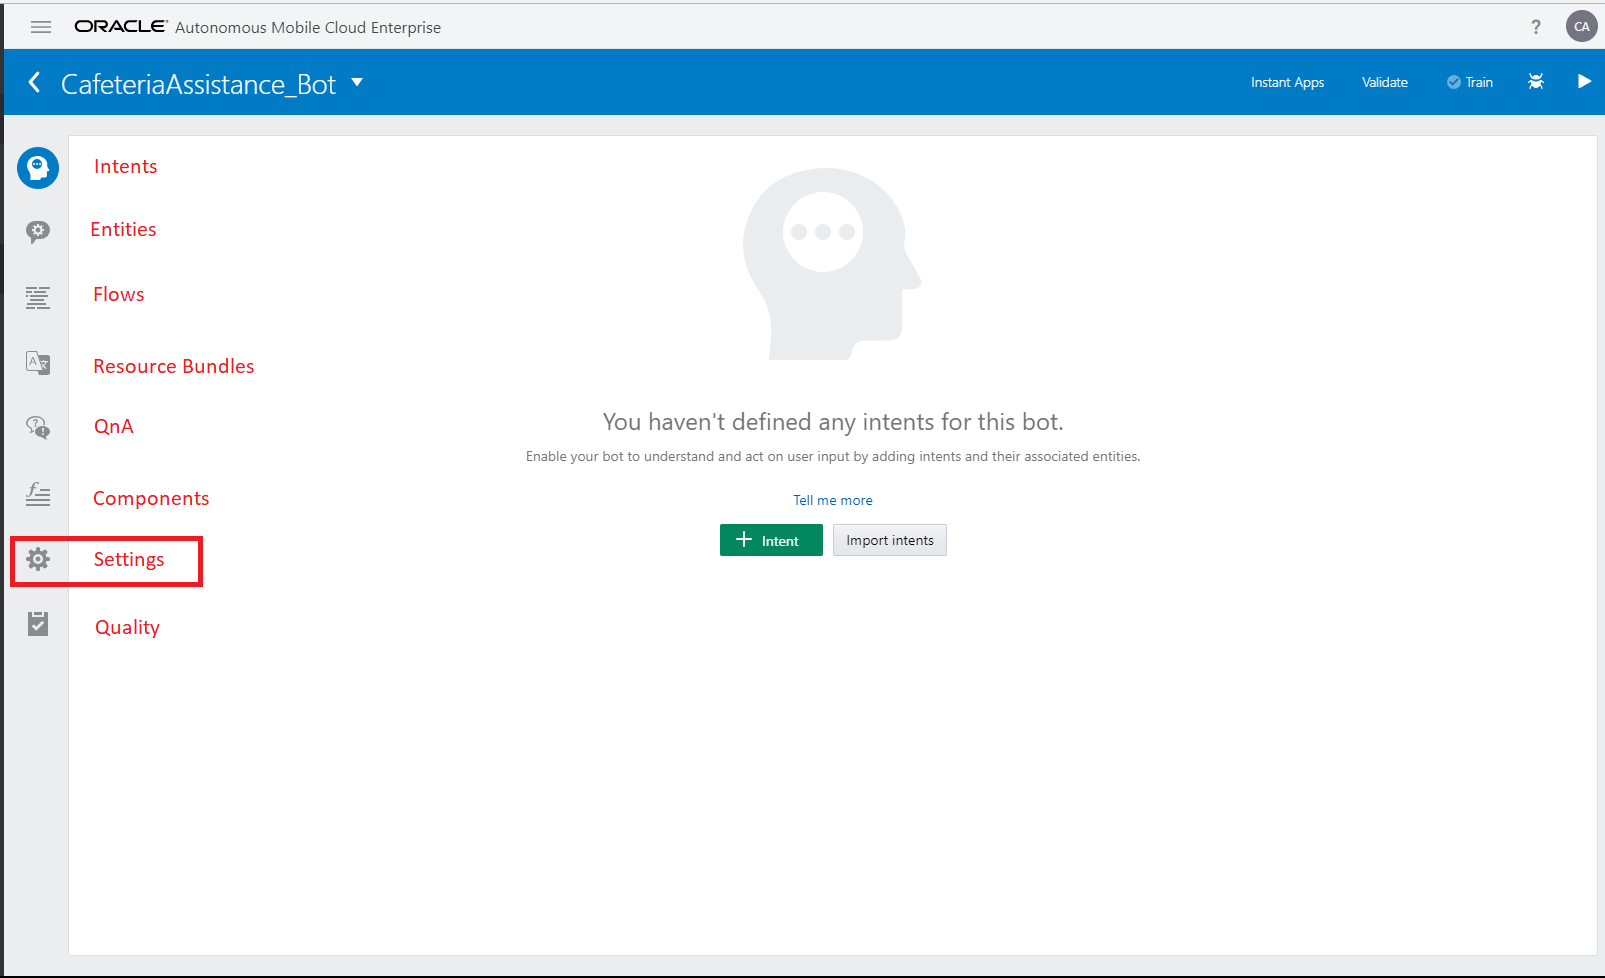 ORACLE® Autonomous Mobile Cloud Enterprise ? CA
CafeteriaAssistance_Bot Instant Apps Validate Train
Intents
Entities
Flows
Resource Bundles
QnA
Components
Settings
Quality
You haven't defined any intents for this bot.
Enable your bot to understand and act on user input by adding intents and their associated entities.
Tell me more
+ Intent Import intents